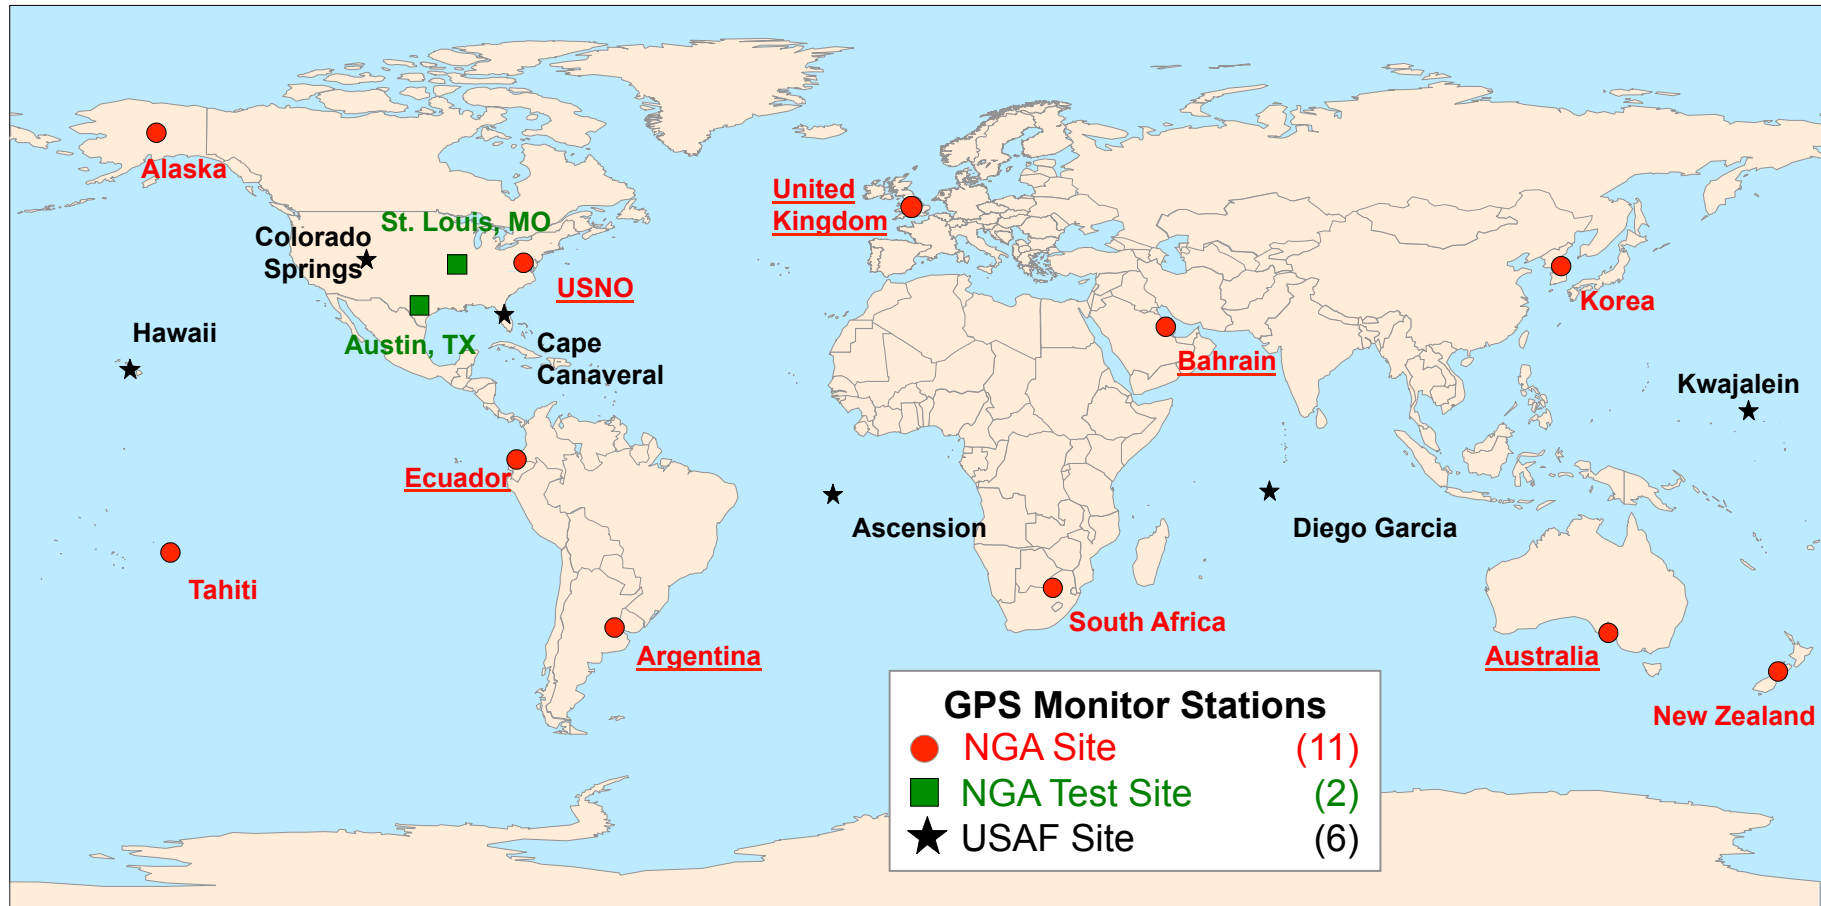 Alaska
United
Kingdom
St. Louis, MO
Colorado
Springs
USNO
Korea
Hawaii
Austin, TX
Cape
Canaveral
Bahrain
Kwajalein
Ecuador
Ascension
Diego Garcia
Tahiti
South Africa
Argentina
Australia
New Zealand
GPS Monitor Stations
NGA Site (11)
NGA Test Site (2)
USAF Site (6)